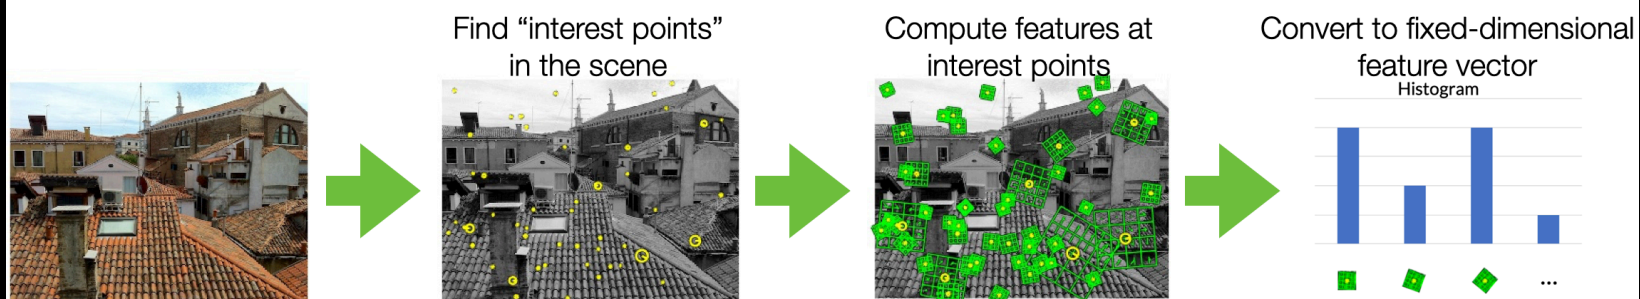 Find “interest points”
in the scene
Compute features at
interest points
Convert to fixed-dimensional
feature vector
Histogram
...